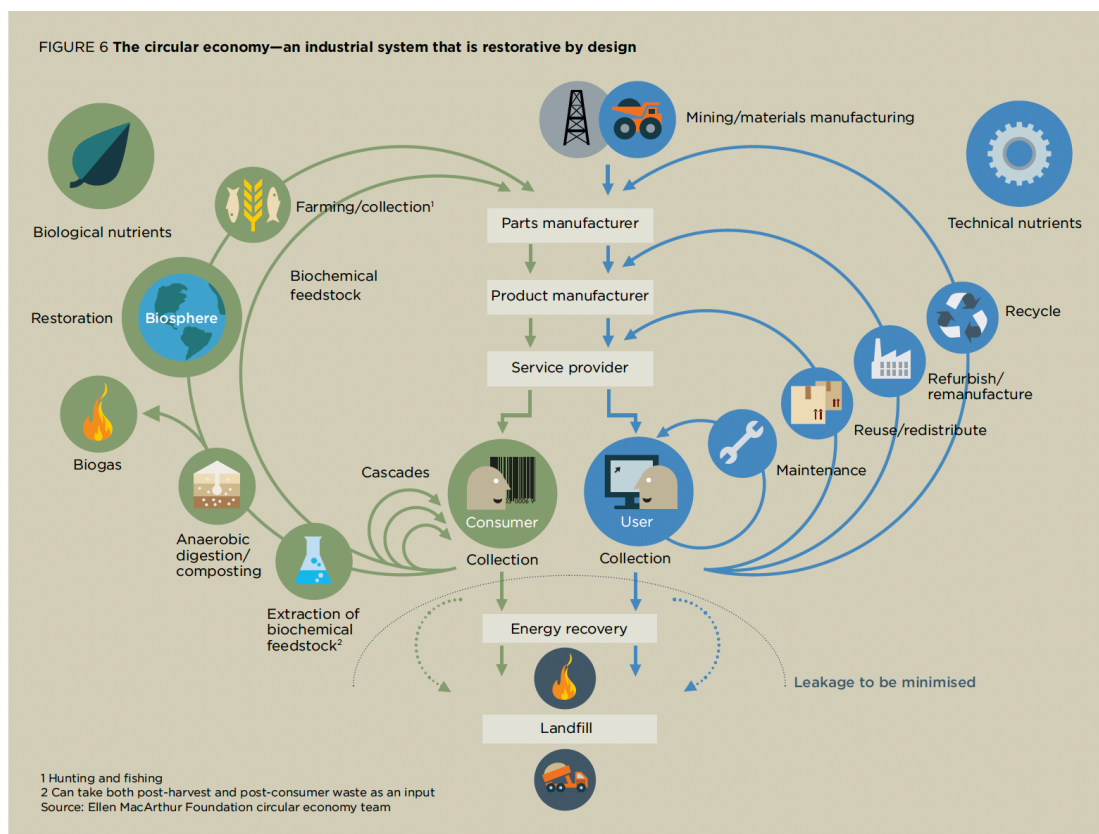 FIGURE 6 The circular economy—an industrial system that is restorative by design
Mining/materials manufacturing
Biological nutrients
Technical nutrients
Farming/collection¹
Parts manufacturer
Biochemical
feedstock
Product manufacturer
Restoration
Biosphere
Recycle
Service provider
Refurbish/
remanufacture
Reuse/redistribute
Biogas
Cascades
Maintenance
Consumer
User
Anaerobic
digestion/
composting
Collection
Collection
Extraction of
biochemical
feedstock²
Energy recovery
Leakage to be minimised
Landfill
1 Hunting and fishing
2 Can take both post-harvest and post-consumer waste as an input
Source: Ellen MacArthur Foundation circular economy team